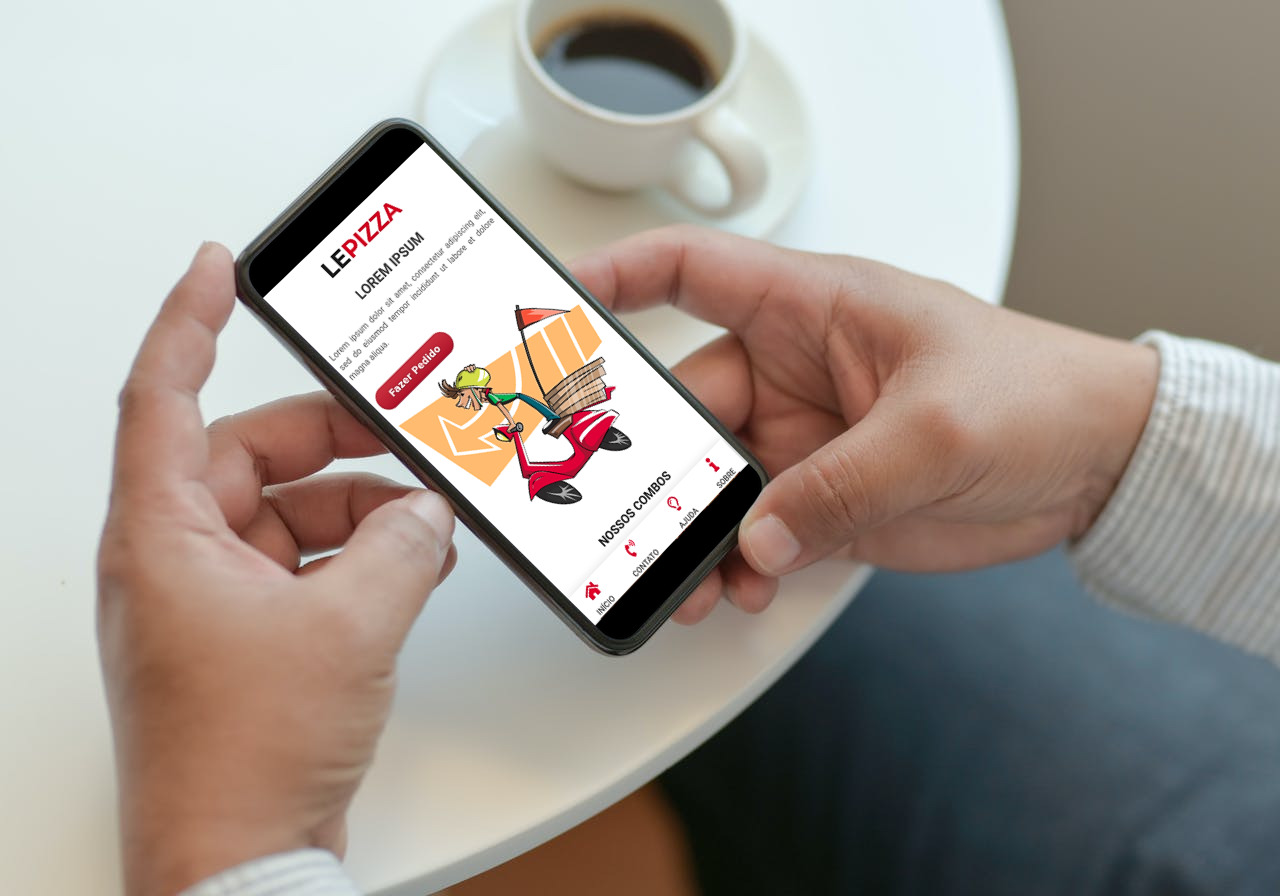 LEPIZZA
LOREM IPSUM
Lorem ipsum dolor sit amet, consectetur adipiscing elit,
sed do eiusmod tempor incididunt ut labore et dolore
magna aliqua.
Fazer Pedido
NOSSOS COMBOS
INÍCIO
CONTATO
AJUDA
SOBRE